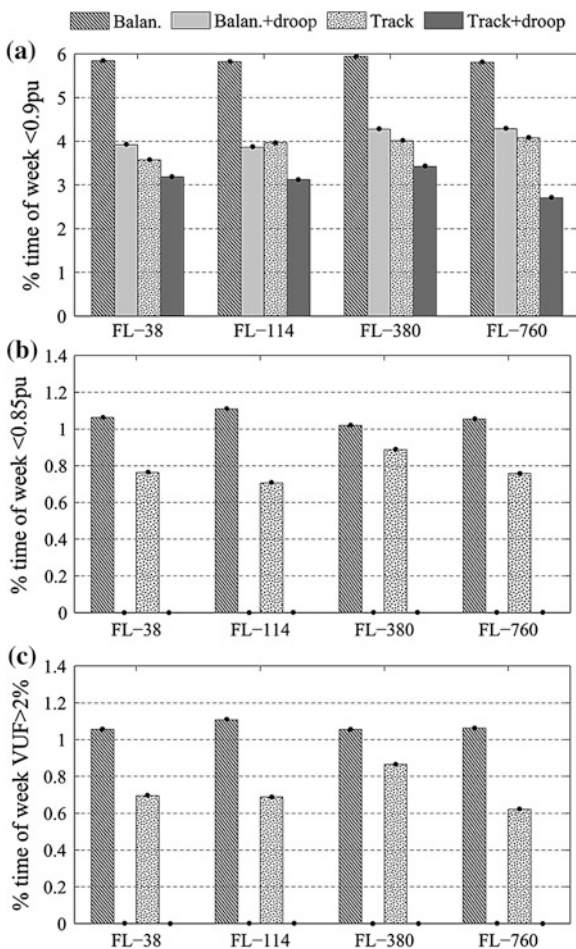 Balan. Balan.+droop Track Track+droop
(a)
% time of week <0.9pu
6
5
4
3
2
1
0
FL−38 FL−114 FL−380 FL−760
(b)
% time of week <0.85pu
1.4
1.2
1
0.8
0.6
0.4
0.2
0
FL−38 FL−114 FL−380 FL−760
(c)
% time of week VUF>2%
1.4
1.2
1
0.8
0.6
0.4
0.2
0
FL−38 FL−114 FL−380 FL−760